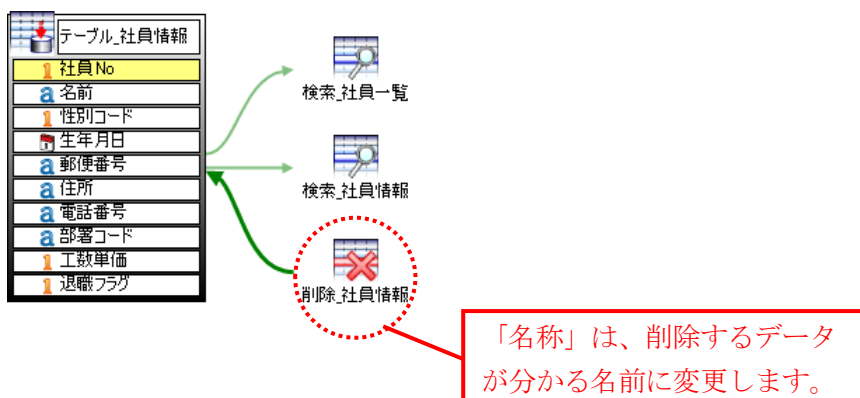 テーブル_社員情報
社員No
名前
性別コード
生年月日
郵便番号
住所
電話番号
部署コード
工数単価
退職フラグ
検索_社員一覧
検索_社員情報
削除_社員情報
「名称」は、削除するデータ
が分かる名前に変更します。